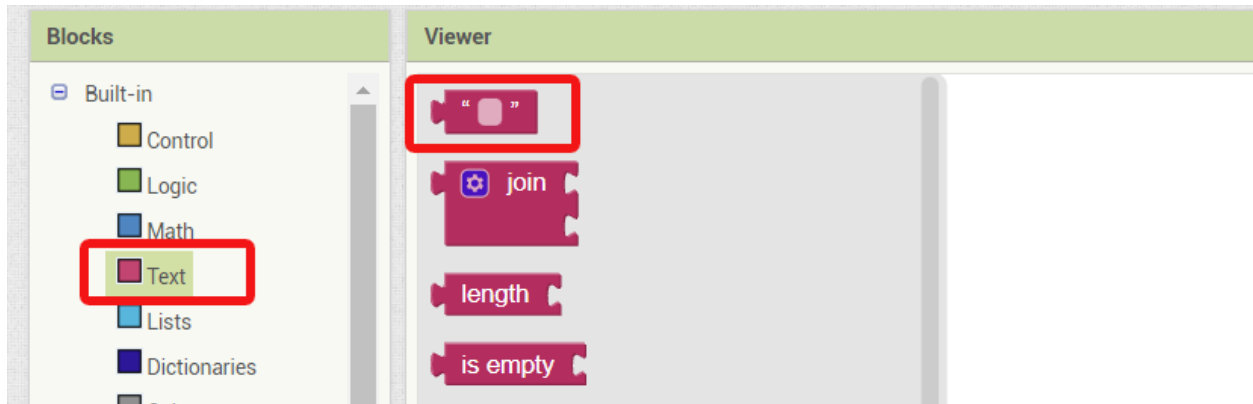 Blocks
Built-in
Control
Logic
Math
Text
Lists
Dictionaries
Viewer
“ ”
join
length
is empty